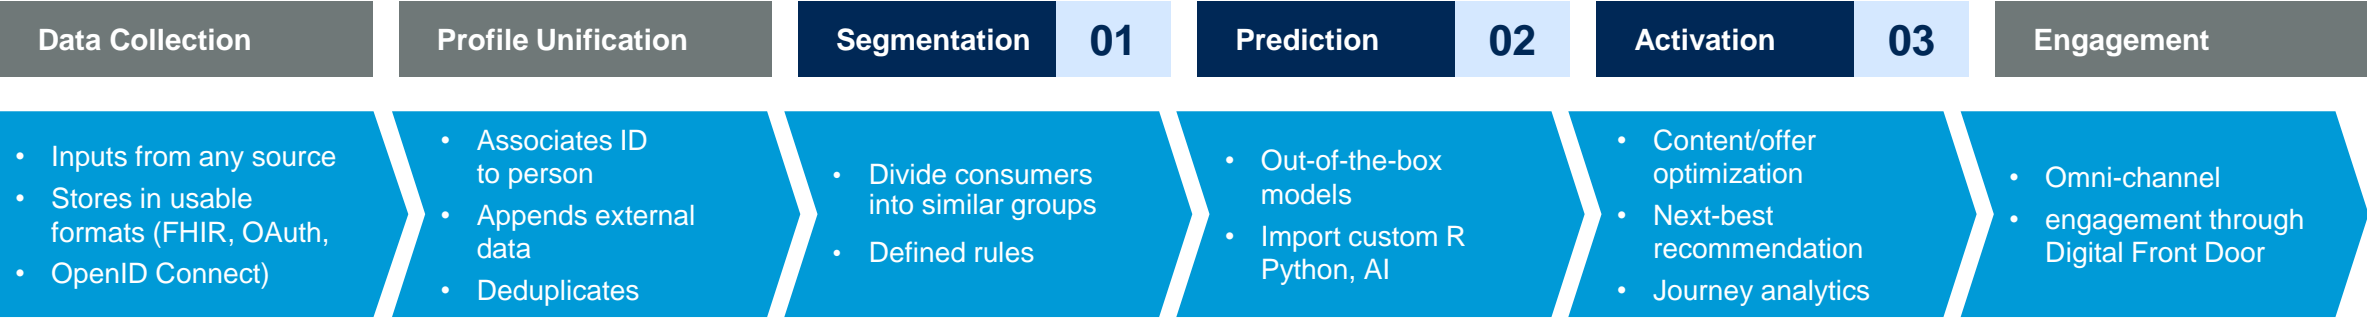 Data Collection
Profile Unification
Segmentation 01
Prediction 02
Activation 03
Engagement
• Inputs from any source
• Stores in usable
formats (FHIR, OAuth,
• OpenID Connect)
• Associates ID
to person
• Appends external
data
• Deduplicates
• Divide consumers
into similar groups
• Defined rules
• Out-of-the-box
models
• Import custom R
Python, AI
• Content/offer
optimization
• Next-best
recommendation
• Journey analytics
• Omni-channel
• engagement through
Digital Front Door